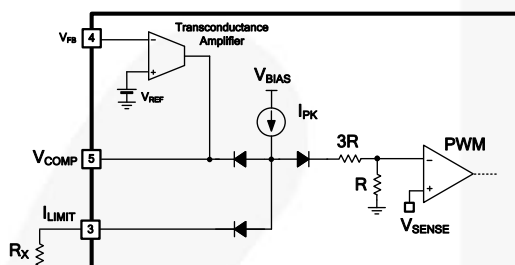 Transconductance
Amplifier
VFB
4
−
+
VREF
VBIAS
IPK
3R
PWM
VCOMP
5
−
R
+
ILIMIT
3
VSENSE
RX